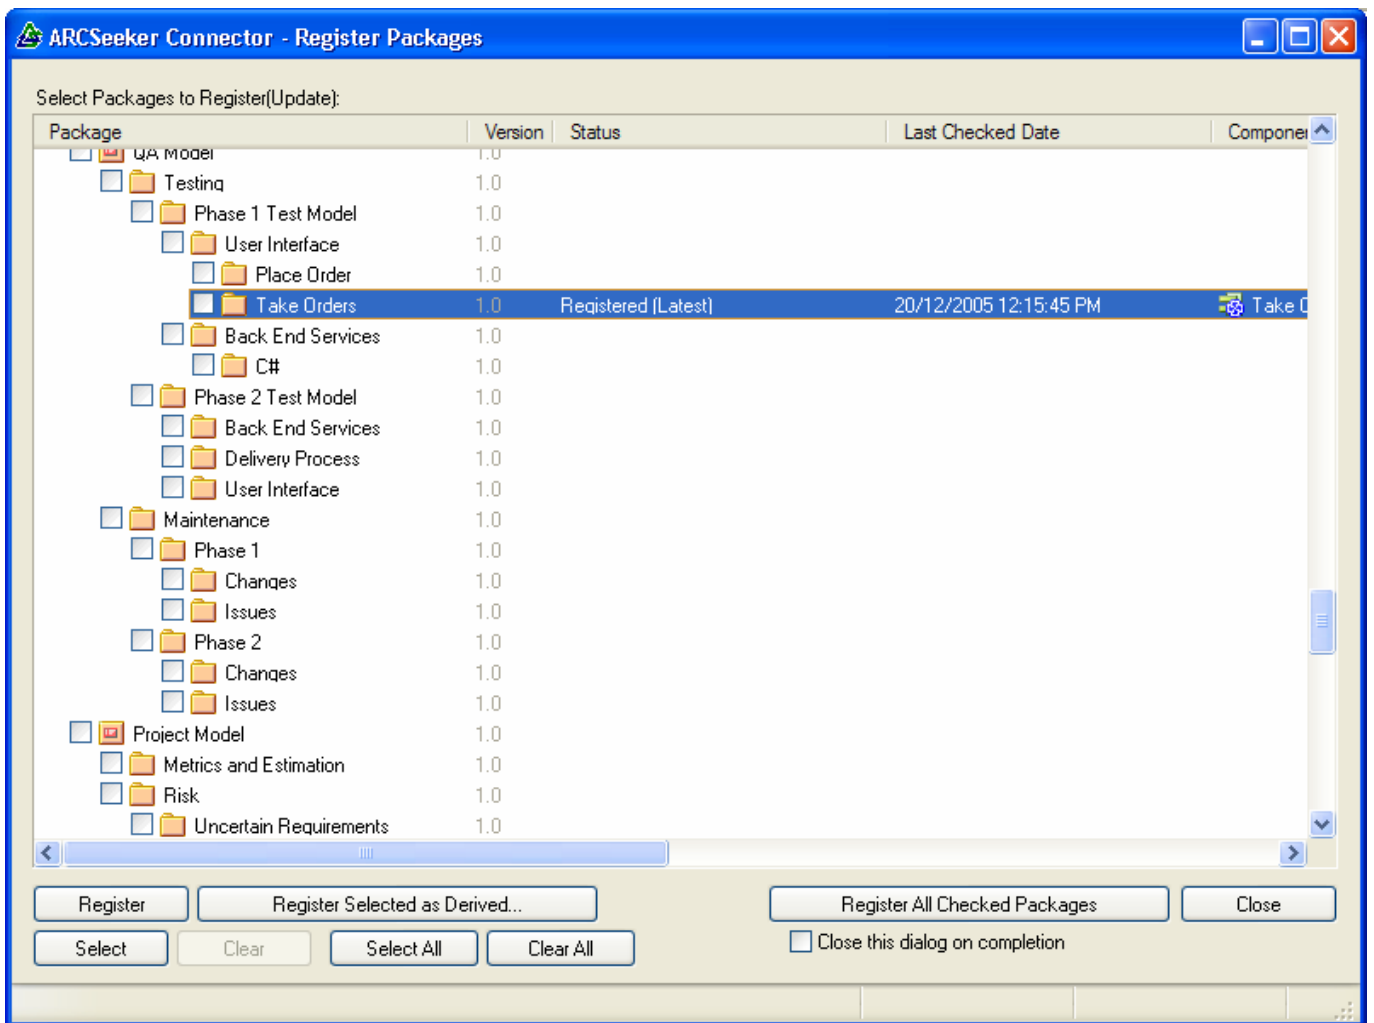 ARCSeeker Connector - Register Packages
Select Packages to Register(Update):
Package Version Status Last Checked Date Componer
QA Model 1.0
Testing 1.0
Phase 1 Test Model 1.0
User Interface 1.0
Place Order 1.0
Take Orders 1.0 Registered (Latest) 20/12/2005 12:15:45 PM Take O
Back End Services 1.0
C# 1.0
Phase 2 Test Model 1.0
Back End Services 1.0
Delivery Process 1.0
User Interface 1.0
Maintenance 1.0
Phase 1 1.0
Changes 1.0
Issues 1.0
Phase 2 1.0
Changes 1.0
Issues 1.0
Project Model 1.0
Metrics and Estimation 1.0
Risk 1.0
Uncertain Requirements 1.0
Register Register Selected as Derived... Register All Checked Packages Close
Select Clear Select All Clear All Close this dialog on completion